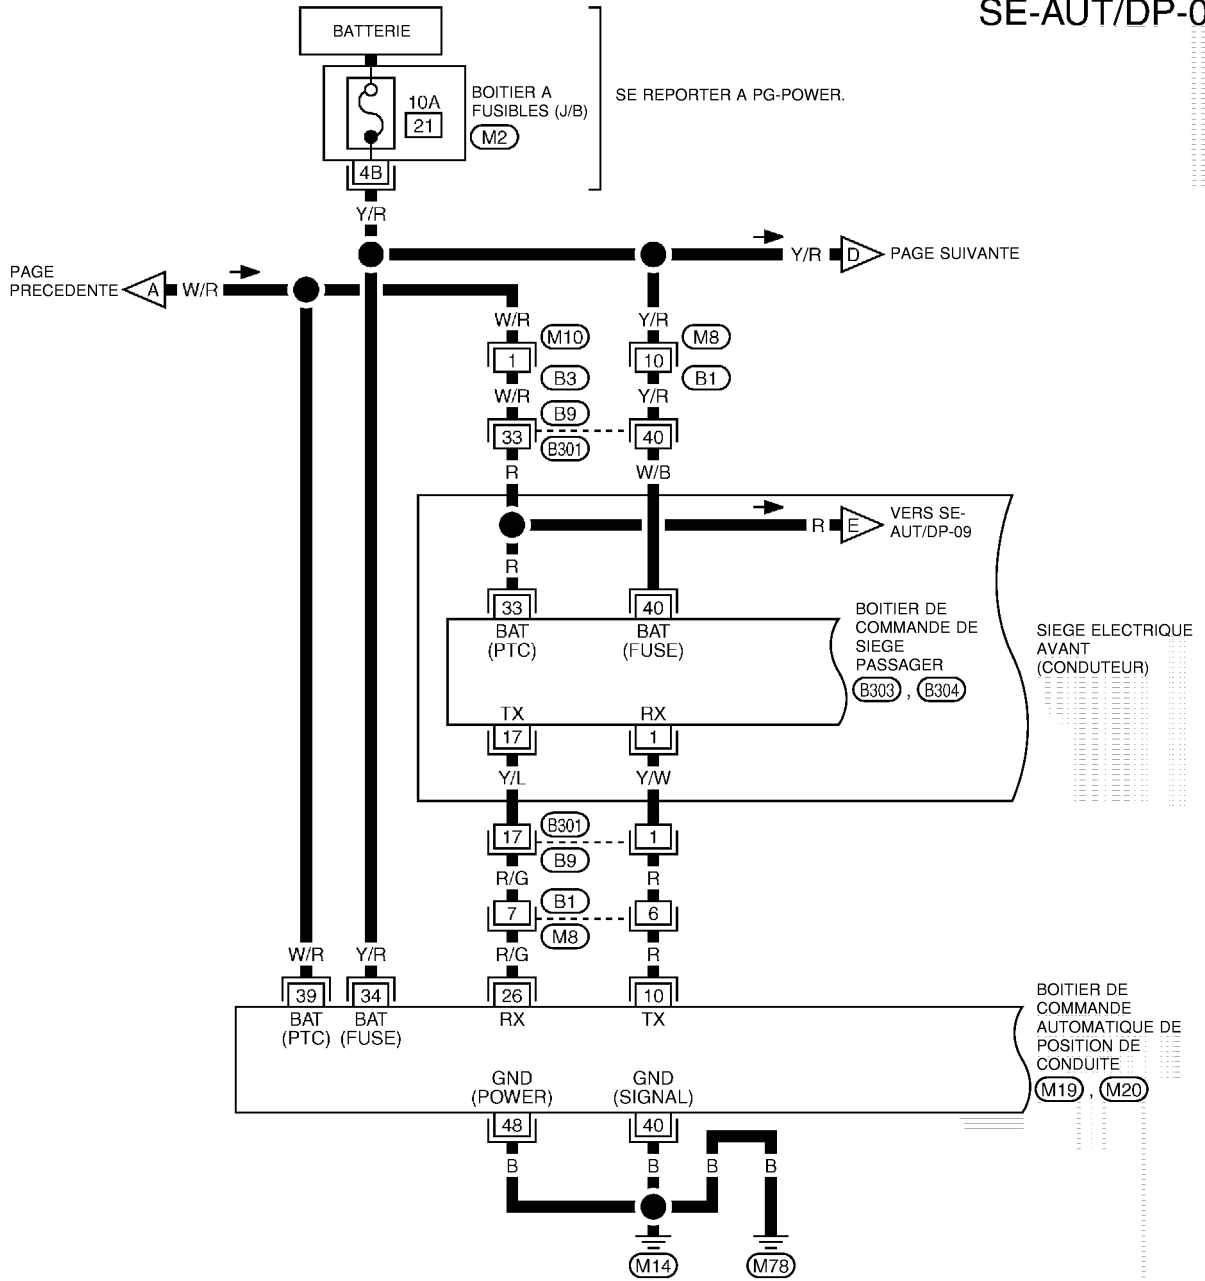 SE-AUT/DP-0
BATTERIE
10A
21
BOITIER A
FUSIBLES (J/B)
M2
SE REPORTER A PG-POWER.
4B
Y/R
Y/R
D
PAGE SUIVANTE
PAGE
PRECEDENTE
A
W/R
W/R
M10
Y/R
M8
1
10
B3
B1
W/R
Y/R
B9
33
40
B301
R
W/B
R
E
VERS SE-
AUT/DP-09
R
33
40
BAT
(PTC)
BAT
(FUSE)
BOITIER DE
COMMANDE DE
SIEGE
PASSAGER
B303 , B304
SIEGE ELECTRIQUE
AVANT
(CONDUTEUR)
TX
RX
17
1
Y/L
Y/W
B301
17
1
B9
R/G
R
B1
7
6
M8
W/R
Y/R
R/G
R
39
34
26
10
BAT
(PTC)
BAT
(FUSE)
RX
TX
BOITIER DE
COMMANDE
AUTOMATIQUE DE
POSITION DE
CONDUITE
M19 , M20
GND
(POWER)
GND
(SIGNAL)
48
40
B
B
B
B
M14
M78